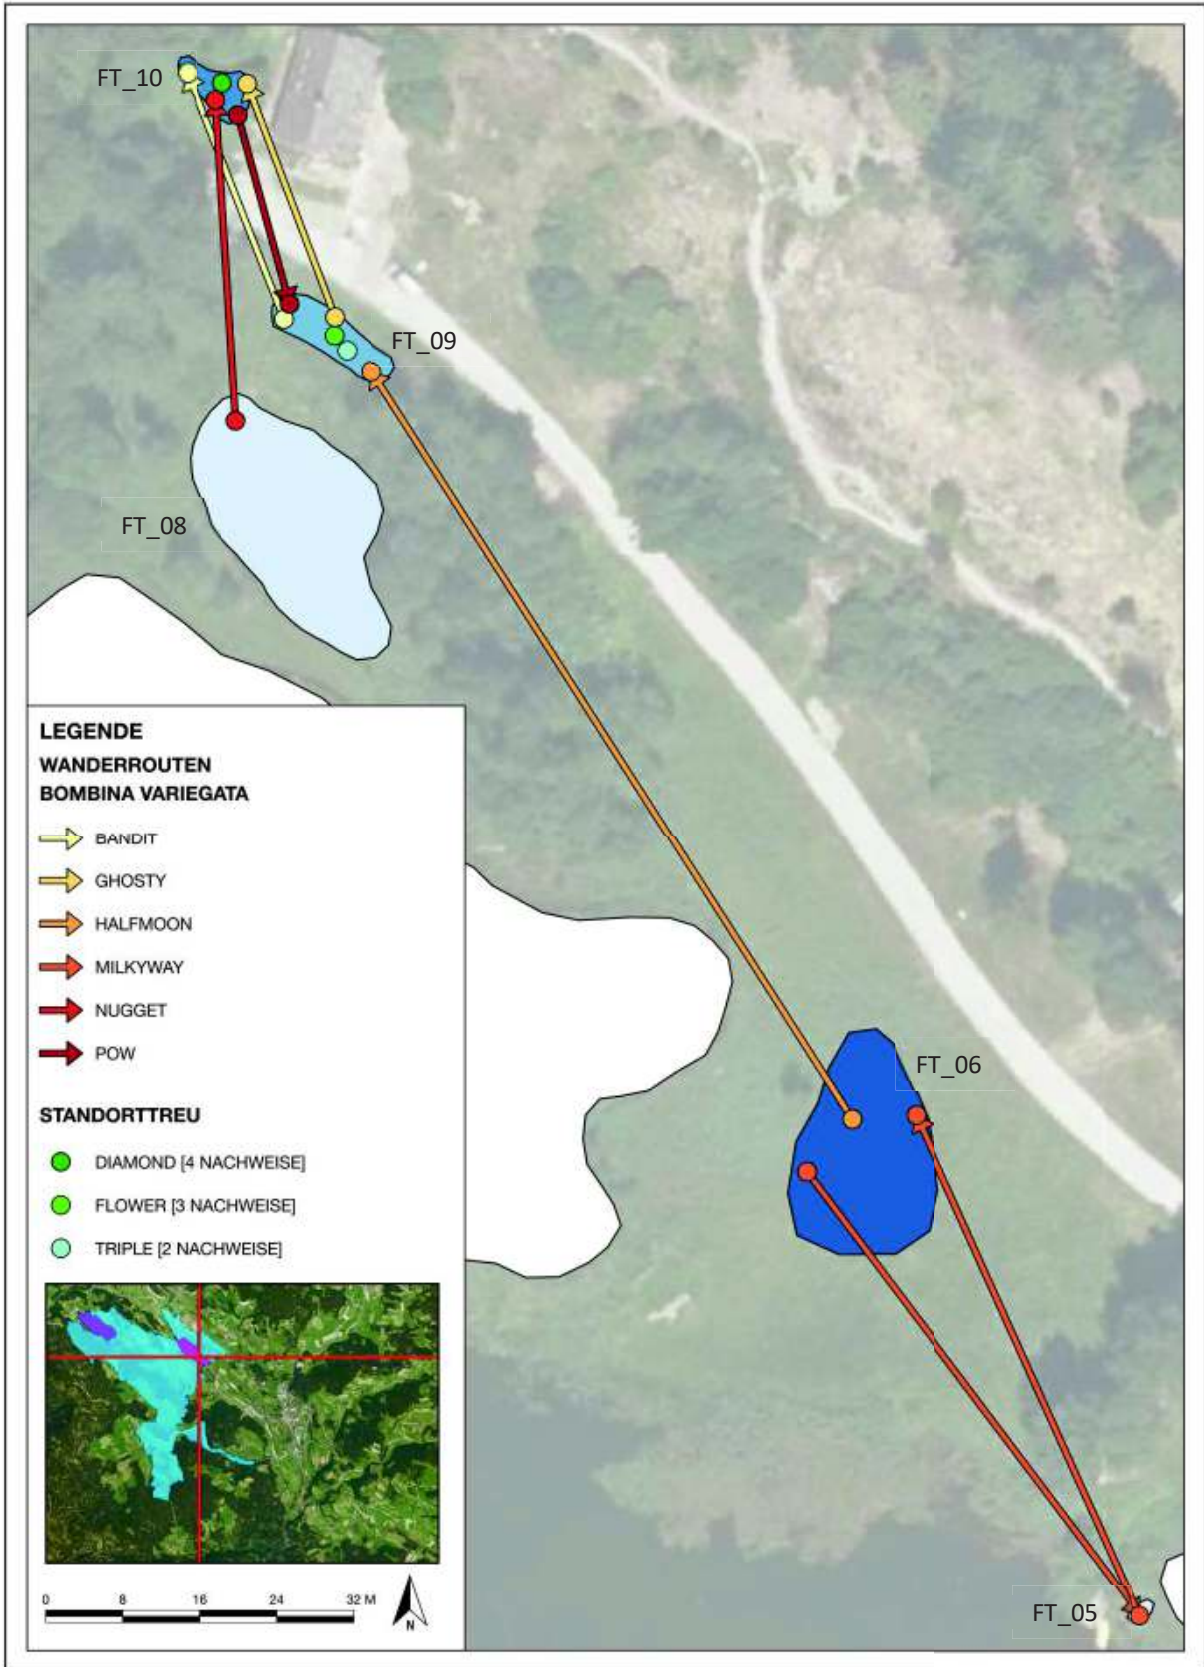 FT_10
FT_09
FT_08
LEGENDE
WANDERROUTEN
BOMBINA VARIEGATA
BANDIT
GHOSTY
HALFMOON
MILKYWAY
NUGGET
POW
STANDORTTREU
DIAMOND [4 NACHWEISE]
FLOWER [3 NACHWEISE]
TRIPLE [2 NACHWEISE]
0 8 16 24 32 M
N
FT_06
FT_05